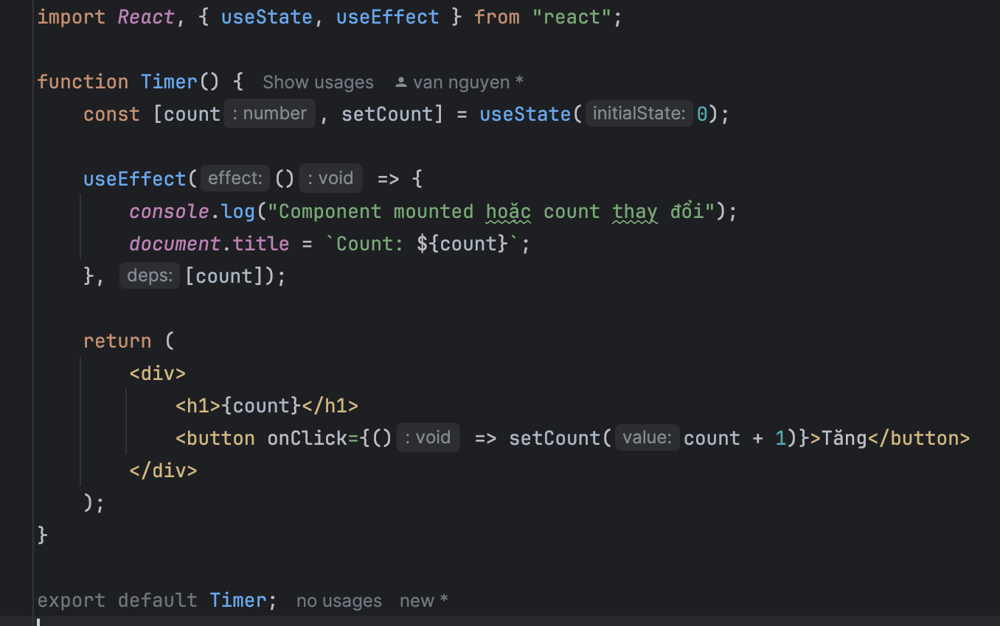 import React, { useState, useEffect } from "react";
function Timer() { Show usages van nguyen *
const [count : number , setCount] = useState( initialState: 0);
useEffect( effect: () : void => {
console.log("Component mounted hoặc count thay đổi");
document.title = `Count: ${count}`;
}, deps: [count]);
return (
<div>
<h1>{count}</h1>
<button onClick={() : void => setCount( value: count + 1)}>Tăng</button>
</div>
);
}
export default Timer; no usages new *